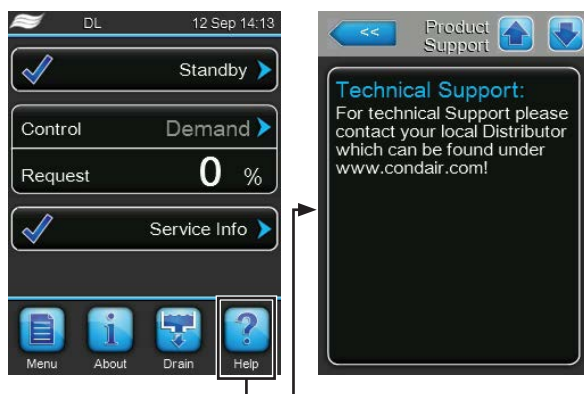 DL 12 Sep 14:13
Standby
Control Demand
Request 0 %
Service Info
Menu About Drain Help
<< Product Support
Technical Support:
For technical Support please
contact your local Distributor
which can be found under
www.condair.com!